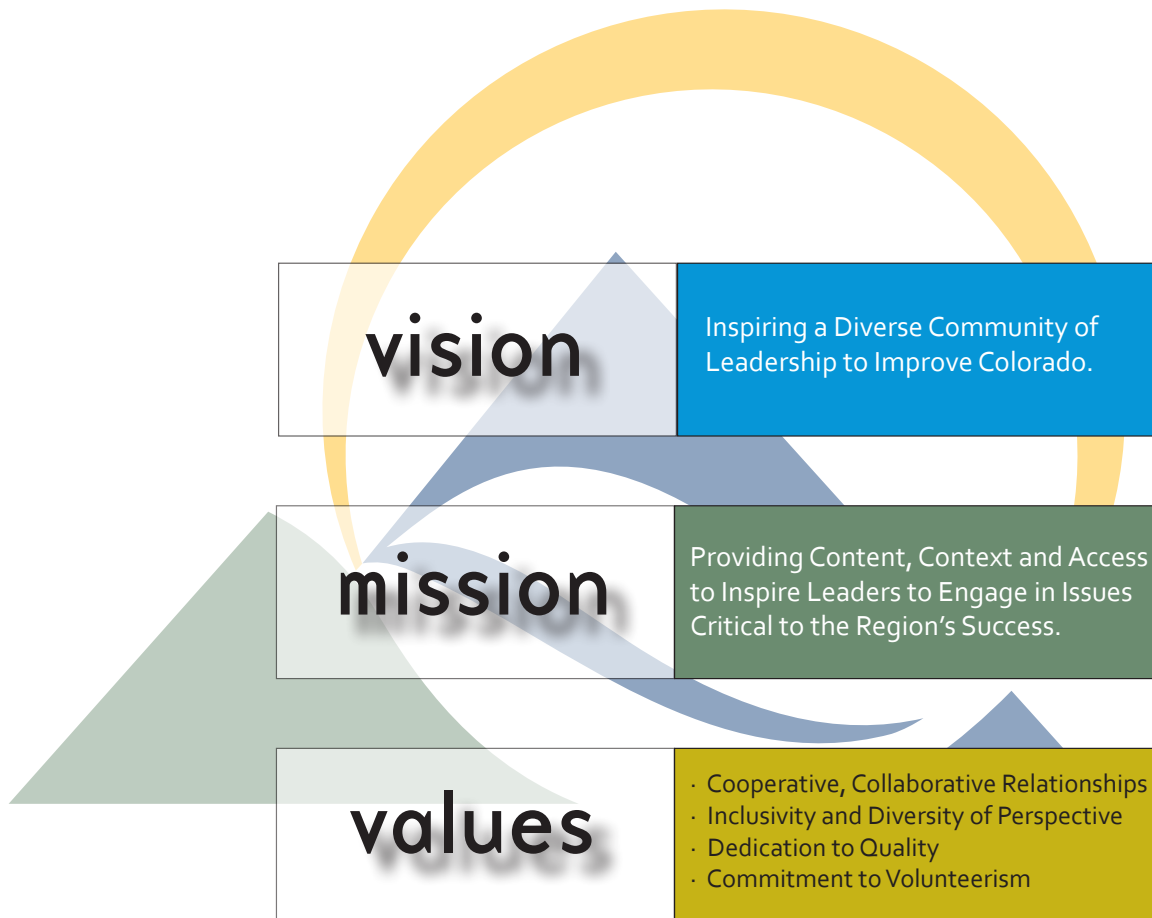 vision
Inspiring a Diverse Community of
Leadership to Improve Colorado.
mission
Providing Content, Context and Access
to Inspire Leaders to Engage in Issues
Critical to the Region’s Success.
values
· Cooperative, Collaborative Relationships
· Inclusivity and Diversity of Perspective
· Dedication to Quality
· Commitment to Volunteerism